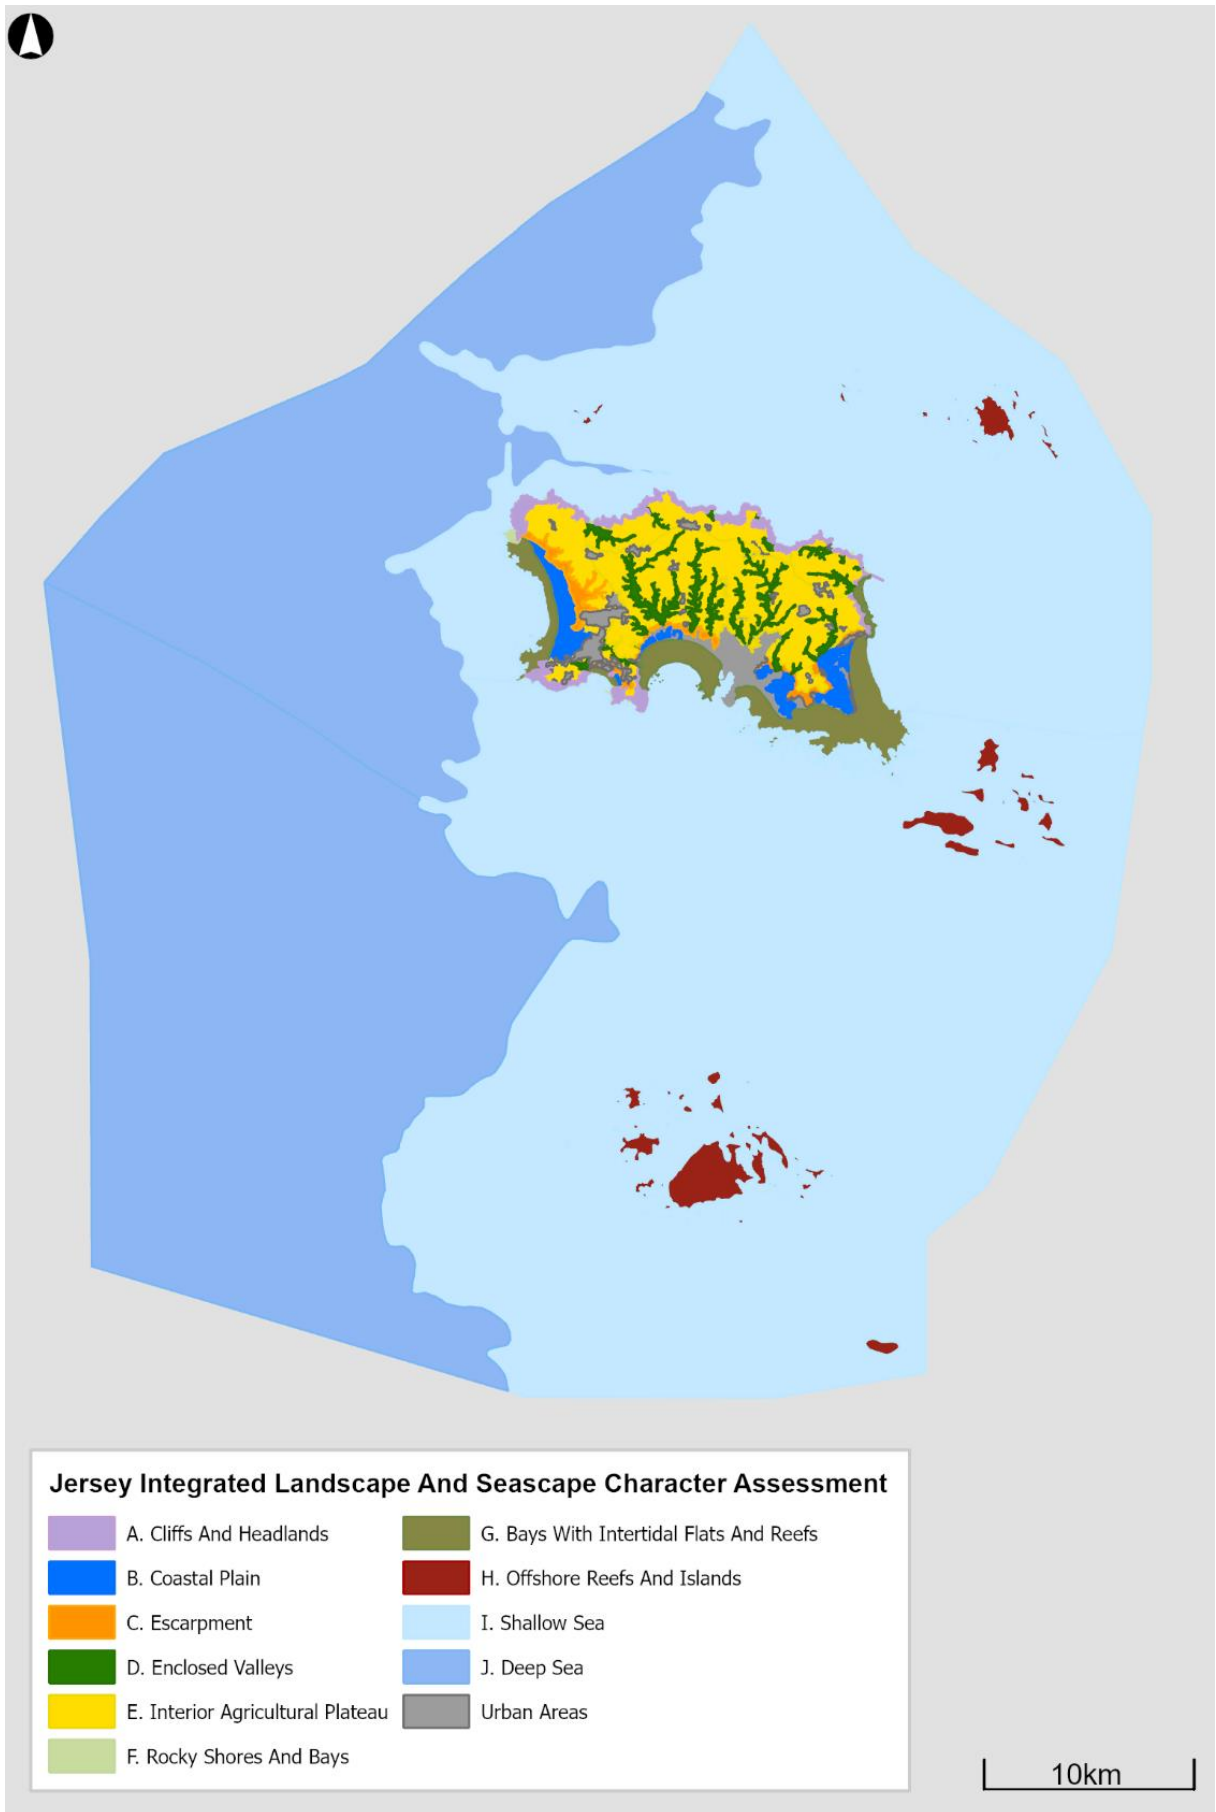 Jersey Integrated Landscape And Seascape Character Assessment
A. Cliffs And Headlands
B. Coastal Plain
C. Escarpment
D. Enclosed Valleys
E. Interior Agricultural Plateau
F. Rocky Shores And Bays
G. Bays With Intertidal Flats And Reefs
H. Offshore Reefs And Islands
I. Shallow Sea
J. Deep Sea
Urban Areas
10km